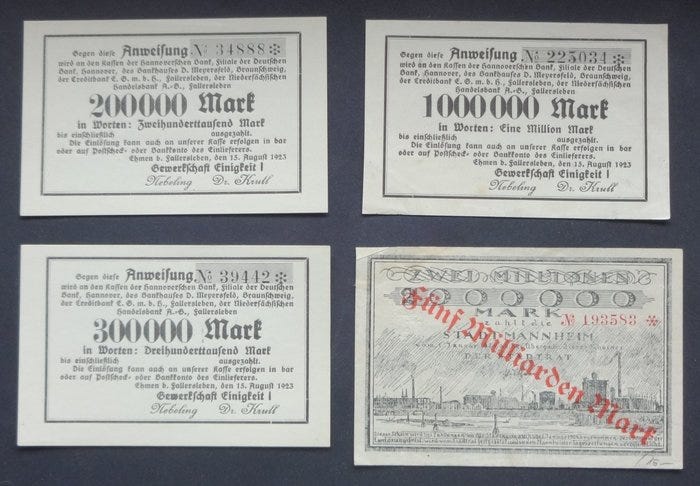 Gegen diese Anweisung № 34888 ✻
wird an den Kassen der Hannoverschen Bank, Filiale der Deutschen
Bank, Hannover, des Bankhauses D. Meyersfeld, Braunschweig,
der Creditbank E. G. m. b. H., Fallersleben, der Niedersächsischen
Handelsbank A.-G., Fallersleben
200000 Mark
in Worten: Zweihunderttausend Mark
bis einschließlich ausgezahlt.
Die Einlösung kann auch an unserer Kasse erfolgen in bar
oder auf Postscheck- oder Bankkonto des Einlieferers.
Ehmen b. Fallersleben, den 15. August 1923
Gewerkschaft Einigkeit I
Nebeling Dr. Krull
Gegen diese Anweisung № 225034 ✻
wird an den Kassen der Hannoverschen Bank, Filiale der Deutschen
Bank, Hannover, des Bankhauses D. Meyersfeld, Braunschweig,
der Creditbank E. G. m. b. H., Fallersleben, der Niedersächsischen
Handelsbank A.-G., Fallersleben
1000000 Mark
in Worten: Eine Million Mark
bis einschließlich ausgezahlt.
Die Einlösung kann auch an unserer Kasse erfolgen in bar
oder auf Postscheck- oder Bankkonto des Einlieferers.
Ehmen b. Fallersleben, den 15. August 1923
Gewerkschaft Einigkeit I
Nebeling Dr. Krull
Gegen diese Anweisung № 39442 ✻
wird an den Kassen der Hannoverschen Bank, Filiale der Deutschen
Bank, Hannover, des Bankhauses D. Meyersfeld, Braunschweig,
der Creditbank E. G. m. b. H., Fallersleben, der Niedersächsischen
Handelsbank A.-G., Fallersleben
300000 Mark
in Worten: Dreihunderttausend Mark
bis einschließlich ausgezahlt.
Die Einlösung kann auch an unserer Kasse erfolgen in bar
oder auf Postscheck- oder Bankkonto des Einlieferers.
Ehmen b. Fallersleben, den 15. August 1923
Gewerkschaft Einigkeit I
Nebeling Dr. Krull
ZWEI MILLIONEN
2000000
MARK
zahlt die
№ 193583 ✻
MANNHEIM
Fünf Milliarden Mark